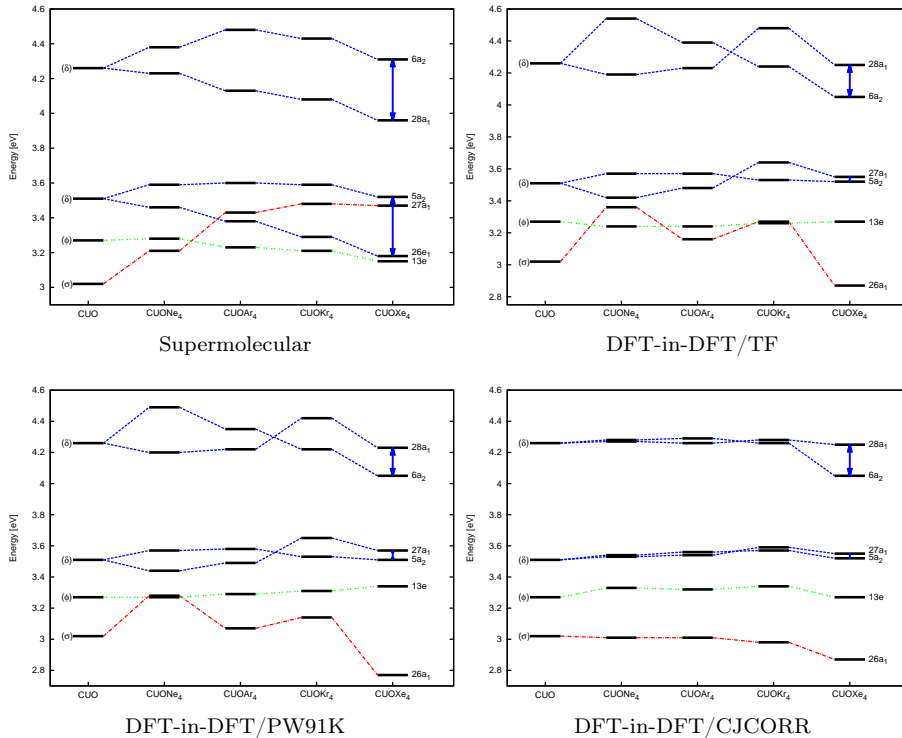 4.6
4.4
4.2
4
3.8
3.6
3.4
3.2
3
Energy [eV]
(δ)
(δ)
(ϕ)
(σ)
6a2
28a1
5a2
27a1
26e1
13e
CUO CUONe4 CUOAr4 CUOKr4 CUOXe4
Supermolecular
4.6
4.4
4.2
4
3.8
3.6
3.4
3.2
3
2.8
Energy [eV]
(δ)
(δ)
(ϕ)
(σ)
28a1
6a2
27a1
5a2
13e
26a1
CUO CUONe4 CUOAr4 CUOKr4 CUOXe4
DFT-in-DFT/TF
4.6
4.4
4.2
4
3.8
3.6
3.4
3.2
3
2.8
Energy [eV]
(δ)
(δ)
(ϕ)
(σ)
28a1
6a2
27a1
5a2
13e
26a1
CUO CUONe4 CUOAr4 CUOKr4 CUOXe4
DFT-in-DFT/PW91K
4.6
4.4
4.2
4
3.8
3.6
3.4
3.2
3
2.8
Energy [eV]
(δ)
(δ)
(ϕ)
(σ)
28a1
6a2
27a1
5a2
13e
26a1
CUO CUONe4 CUOAr4 CUOKr4 CUOXe4
DFT-in-DFT/CJCORR